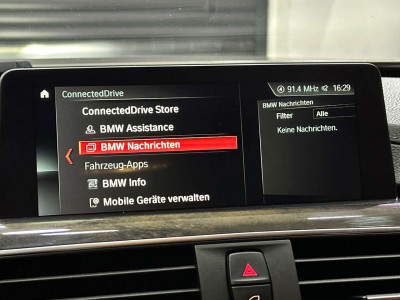 ConnectedDrive
91.4 MHz
16:29
ConnectedDrive Store
BMW Assistance
BMW Nachrichten
Fahrzeug-Apps
BMW Info
Mobile Geräte verwalten
BMW Nachrichten
Filter Alle
Keine Nachrichten.